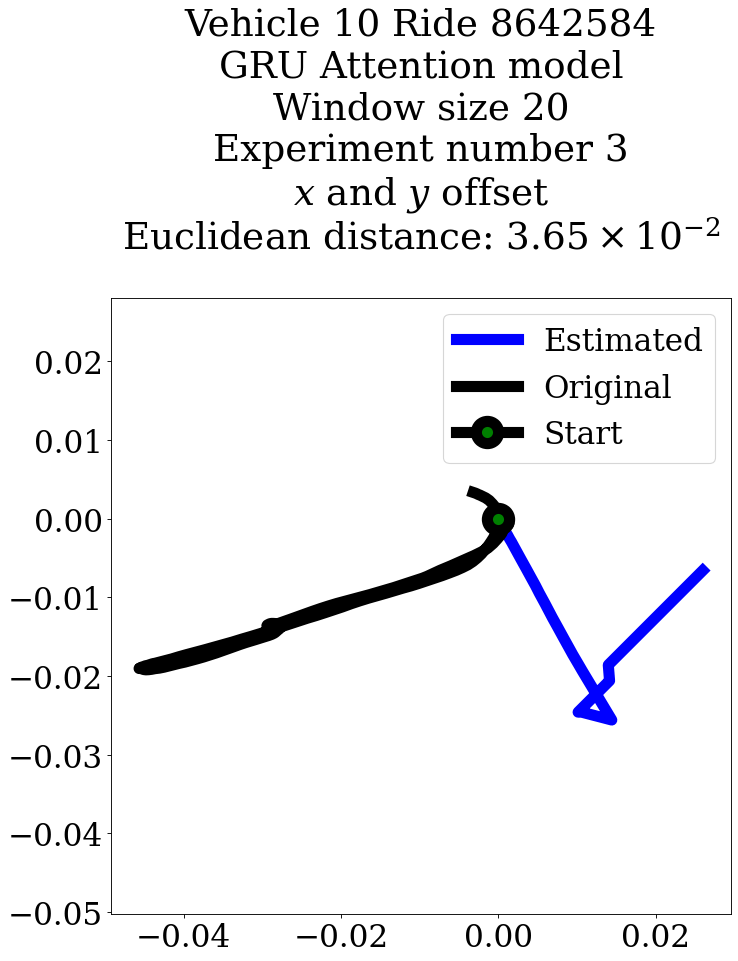 Vehicle 10 Ride 8642584
GRU Attention model
Window size 20
Experiment number 3
x and y offset
Euclidean distance: 3.65 × 10⁻²
Estimated
Original
Start
0.02
0.01
0.00
−0.01
−0.02
−0.03
−0.04
−0.05
−0.04 −0.02 0.00 0.02